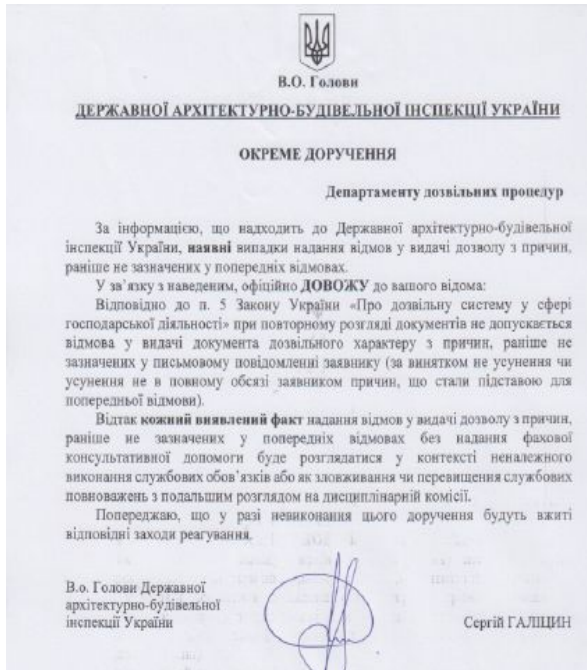 В.О. Голови
ДЕРЖАВНОЇ АРХІТЕКТУРНО-БУДІВЕЛЬНОЇ ІНСПЕКЦІЇ УКРАЇНИ
ОКРЕМЕ ДОРУЧЕННЯ
Департаменту дозвільних процедур
За інформацією, що надходить до Державної архітектурно-будівельної
інспекції України, наявні випадки надання відмов у видачі дозволу з причин,
раніше не зазначених у попередніх відмовах.
У зв'язку з наведеним, офіційно ДОВОЖУ до вашого відома:
Відповідно до п. 5 Закону України «Про дозвільну систему у сфері
господарської діяльності» при повторному розгляді документів не допускається
відмова у видачі документа дозвільного характеру з причин, раніше не
зазначених у письмовому повідомленні заявнику (за винятком не усунення чи
усунення не в повному обсязі заявником причин, що стали підставою для
попередньої відмови).
Відтак кожний виявлений факт надання відмов у видачі дозволу з причин,
раніше не зазначених у попередніх відмовах без надання фахової
консультативної допомоги буде розглядатися у контексті неналежного
виконання службових обов'язків або як зловживання чи перевищення службових
повноважень з подальшим розглядом на дисциплінарній комісії.
Попереджаю, що у разі невиконання цього доручення будуть вжиті
відповідні заходи реагування.
В.о. Голови Державної
архітектурно-будівельної
інспекції України
Сергій ГАЛІЦИН